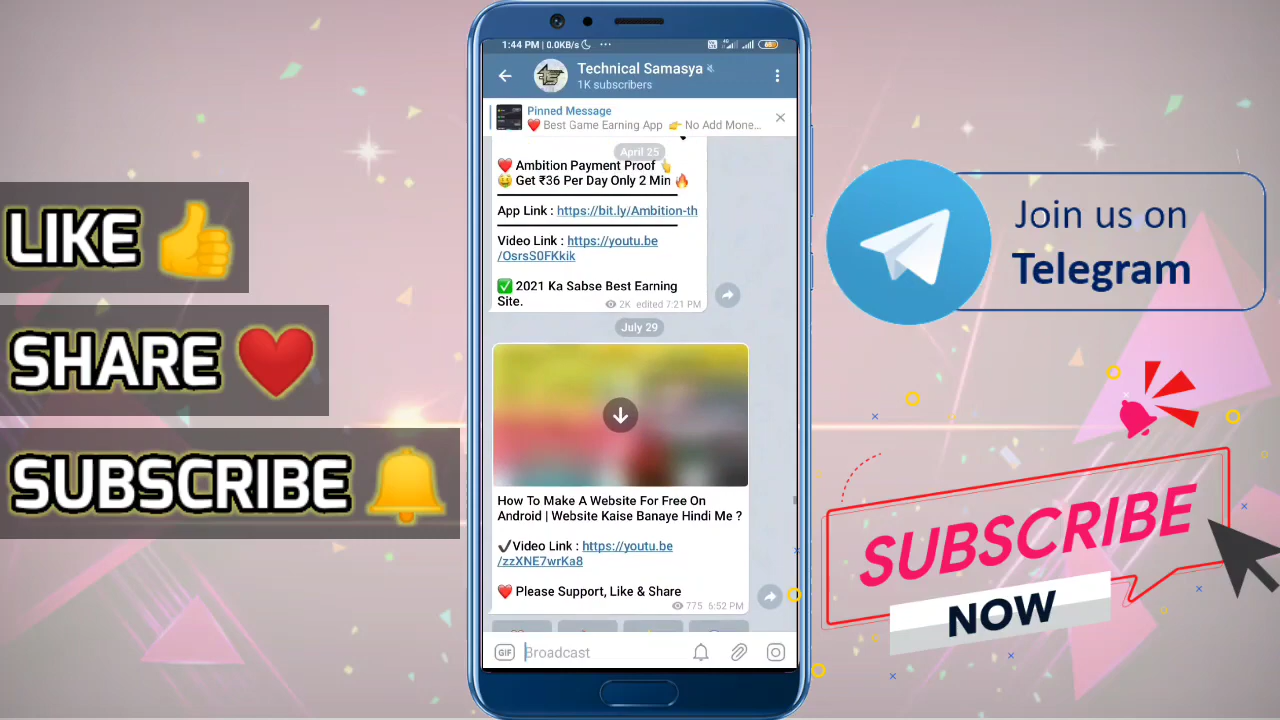 LIKE 👍
SHARE ❤️
SUBSCRIBE 🔔
1:44 PM | 0.0KB/s ...
4G
Technical Samasya
1K subscribers
Pinned Message
❤️ Best Game Earning App 👉 No Add Mone...
April 25
❤️ Ambition Payment Proof 👆
🤑 Get ₹36 Per Day Only 2 Min 🔥
App Link : https://bit.ly/Ambition-th
Video Link : https://youtu.be
/OsrsS0FKkik
✅ 2021 Ka Sabse Best Earning
Site.
2K edited 7:21 PM
July 29
How To Make A Website For Free On
Android | Website Kaise Banaye Hindi Me ?
✔️Video Link : https://youtu.be
/zzXNE7wrKa8
❤️ Please Support, Like & Share
775 6:52 PM
GIF Broadcast
Join us on
Telegram
SUBSCRIBE
NOW